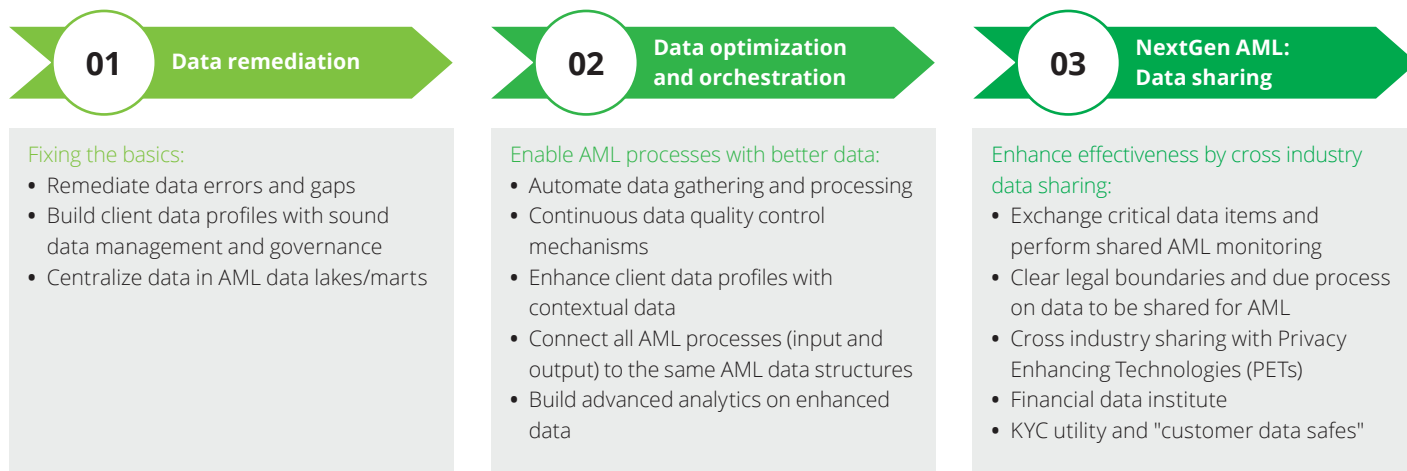 01
Data remediation
Fixing the basics:
• Remediate data errors and gaps
• Build client data profiles with sound
data management and governance
• Centralize data in AML data lakes/marts
02
Data optimization
and orchestration
Enable AML processes with better data:
• Automate data gathering and processing
• Continuous data quality control
mechanisms
• Enhance client data profiles with
contextual data
• Connect all AML processes (input and
output) to the same AML data structures
• Build advanced analytics on enhanced
data
03
NextGen AML:
Data sharing
Enhance effectiveness by cross industry
data sharing:
• Exchange critical data items and
perform shared AML monitoring
• Clear legal boundaries and due process
on data to be shared for AML
• Cross industry sharing with Privacy
Enhancing Technologies (PETs)
• Financial data institute
• KYC utility and "customer data safes"